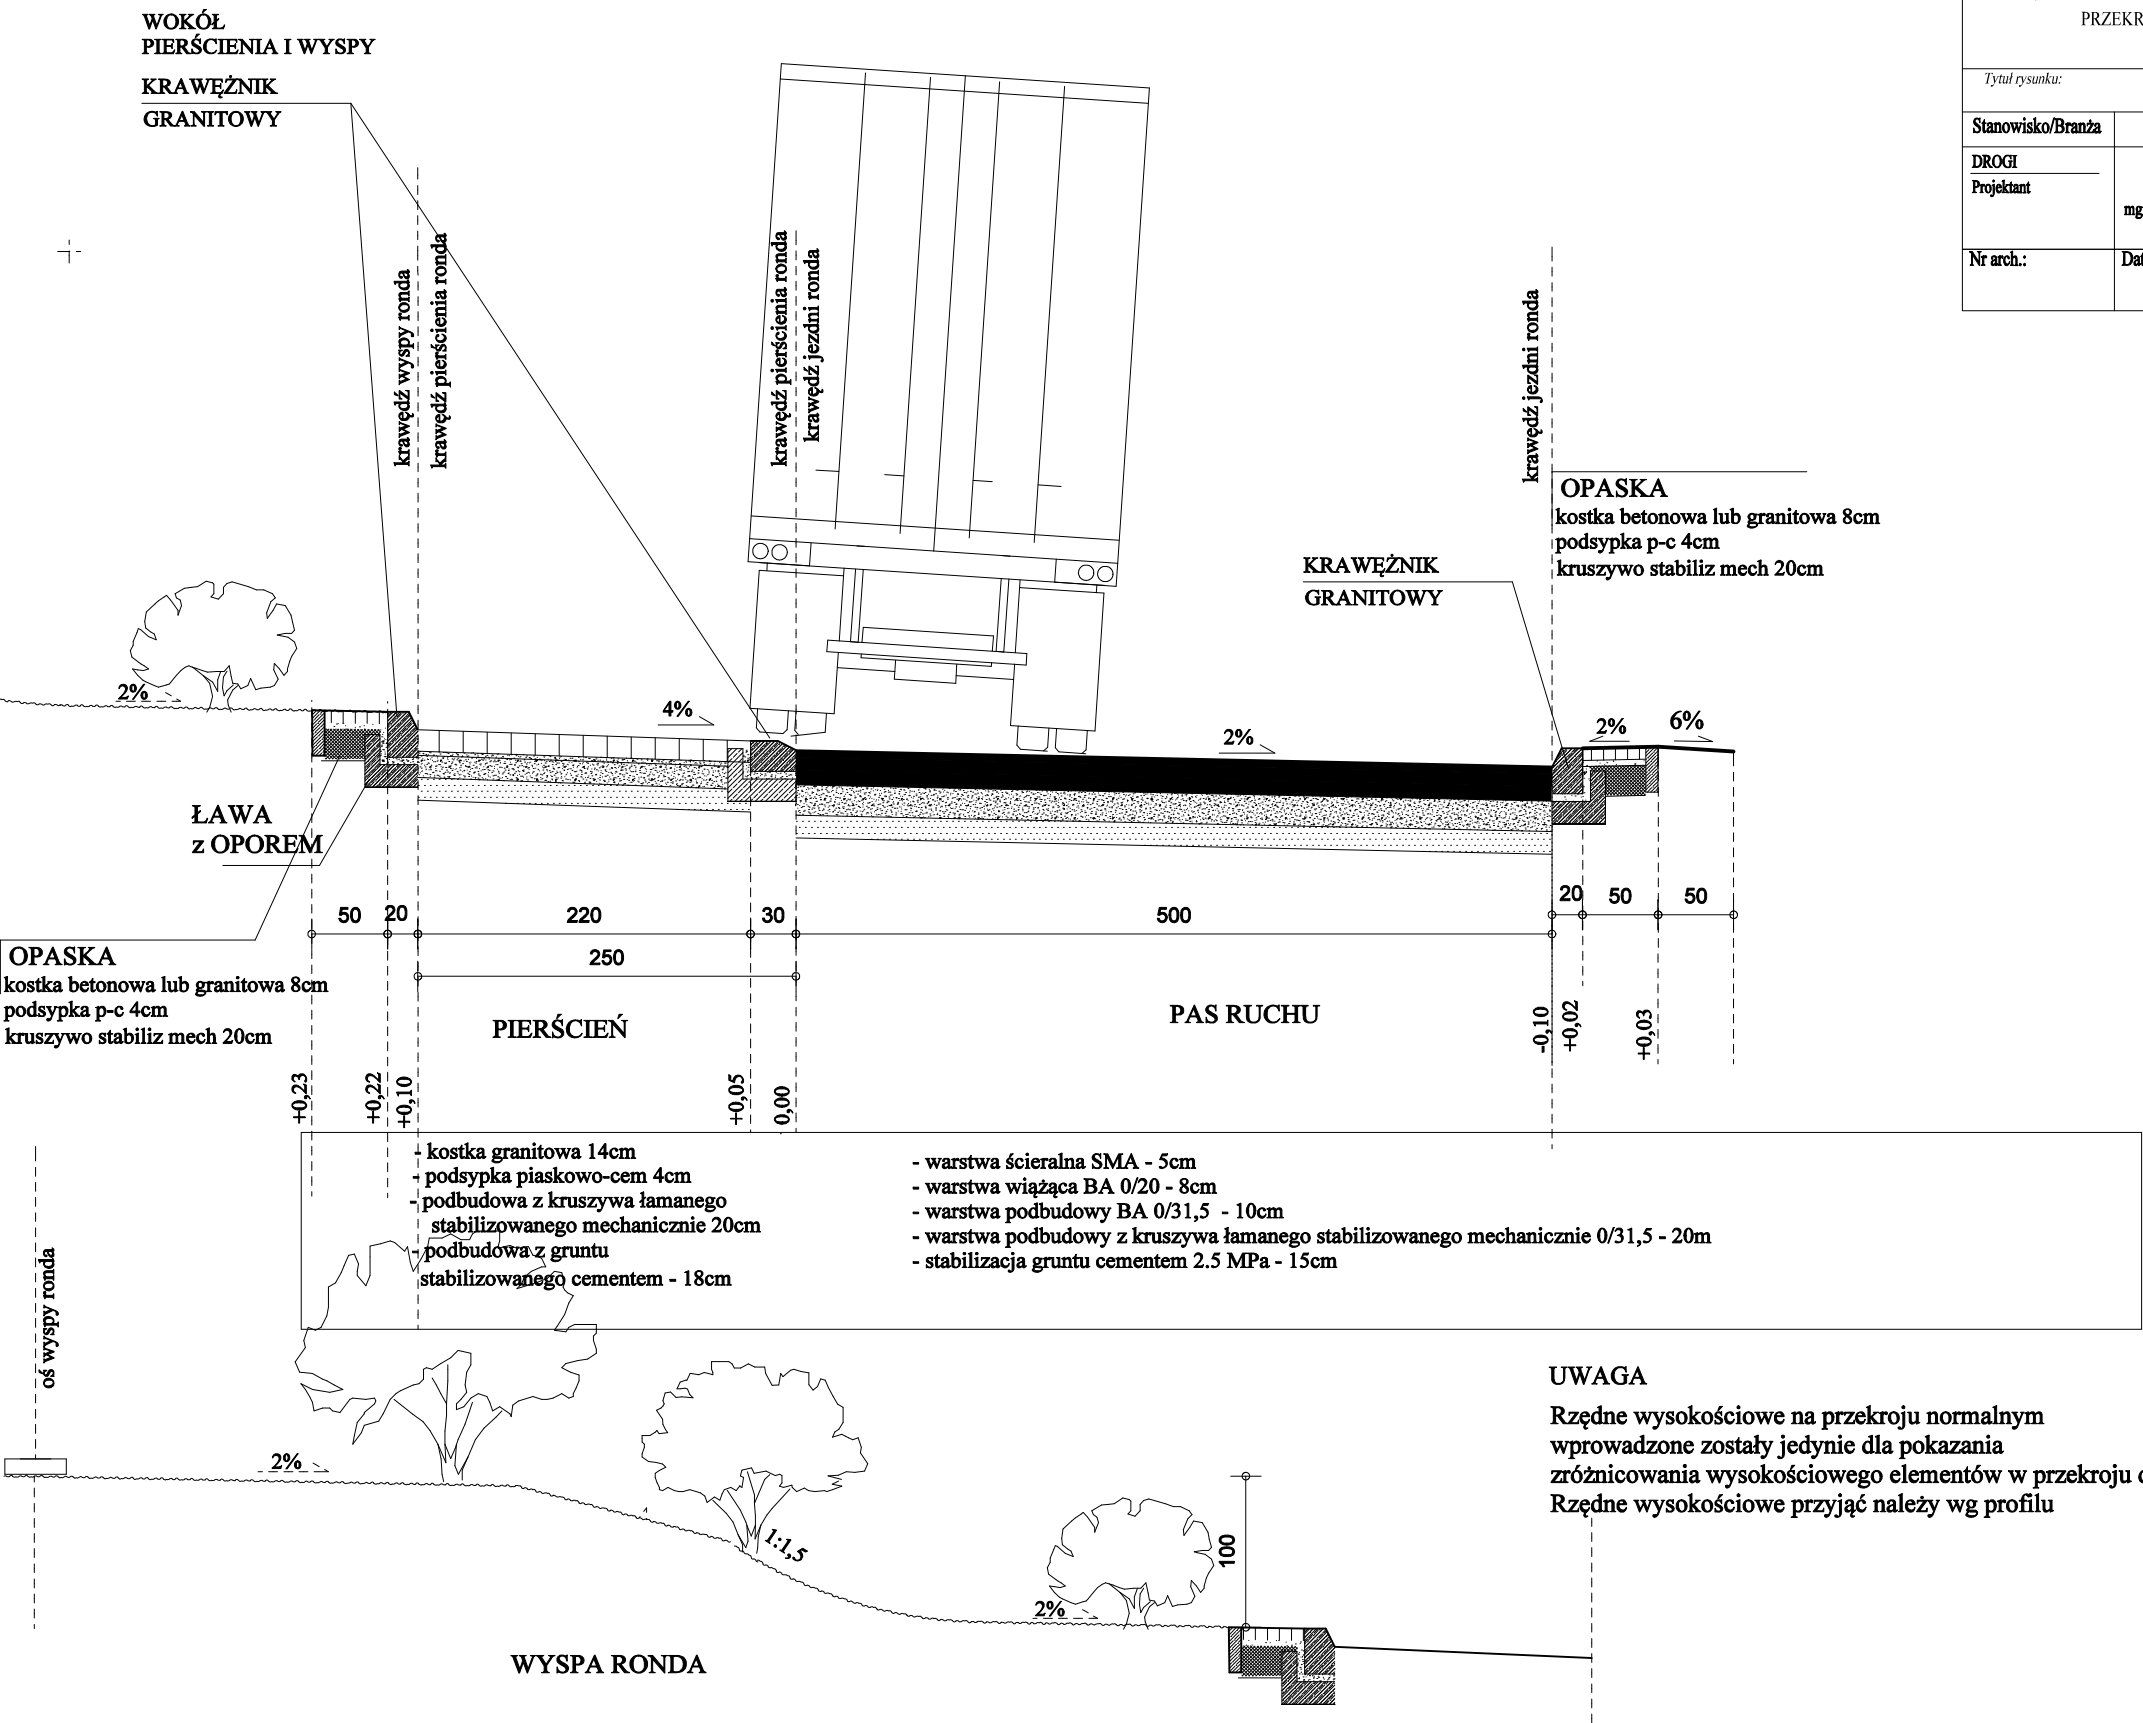 WOKÓŁ
PIERŚCIENIA I WYSPY
KRAWĘŻNIK
GRANITOWY
PRZEKR
Tytuł rysunku:
Stanowisko/Branża
DROGI
Projektant
mg
Nr arch.:
Dat
krawędź wyspy ronda
krawędź pierścienia ronda
krawędź pierścienia ronda
krawędź jezdni ronda
krawędź jezdni ronda
OPASKA
kostka betonowa lub granitowa 8cm
podsypka p-c 4cm
kruszywo stabiliz mech 20cm
KRAWĘŻNIK
GRANITOWY
2%
4%
2%
2%
6%
ŁAWA
z OPOREM
50
20
220
30
500
20
50
50
250
OPASKA
kostka betonowa lub granitowa 8cm
podsypka p-c 4cm
kruszywo stabiliz mech 20cm
PIERŚCIEŃ
PAS RUCHU
+0,23
+0,22
+0,10
+0,05
0,00
-0,10
+0,02
+0,03
- kostka granitowa 14cm
- podsypka piaskowo-cem 4cm
- podbudowa z kruszywa łamanego
stabilizowanego mechanicznie 20cm
- podbudowa z gruntu
stabilizowanego cementem - 18cm
- warstwa ścieralna SMA - 5cm
- warstwa wiążąca BA 0/20 - 8cm
- warstwa podbudowy BA 0/31,5 - 10cm
- warstwa podbudowy z kruszywa łamanego stabilizowanego mechanicznie 0/31,5 - 20m
- stabilizacja gruntu cementem 2.5 MPa - 15cm
oś wyspy ronda
UWAGA
Rzędne wysokościowe na przekroju normalnym
wprowadzone zostały jedynie dla pokazania
zróżnicowania wysokościowego elementów w przekroju
Rzędne wysokościowe przyjąć należy wg profilu
2%
1:1,5
100
2%
WYSPA RONDA